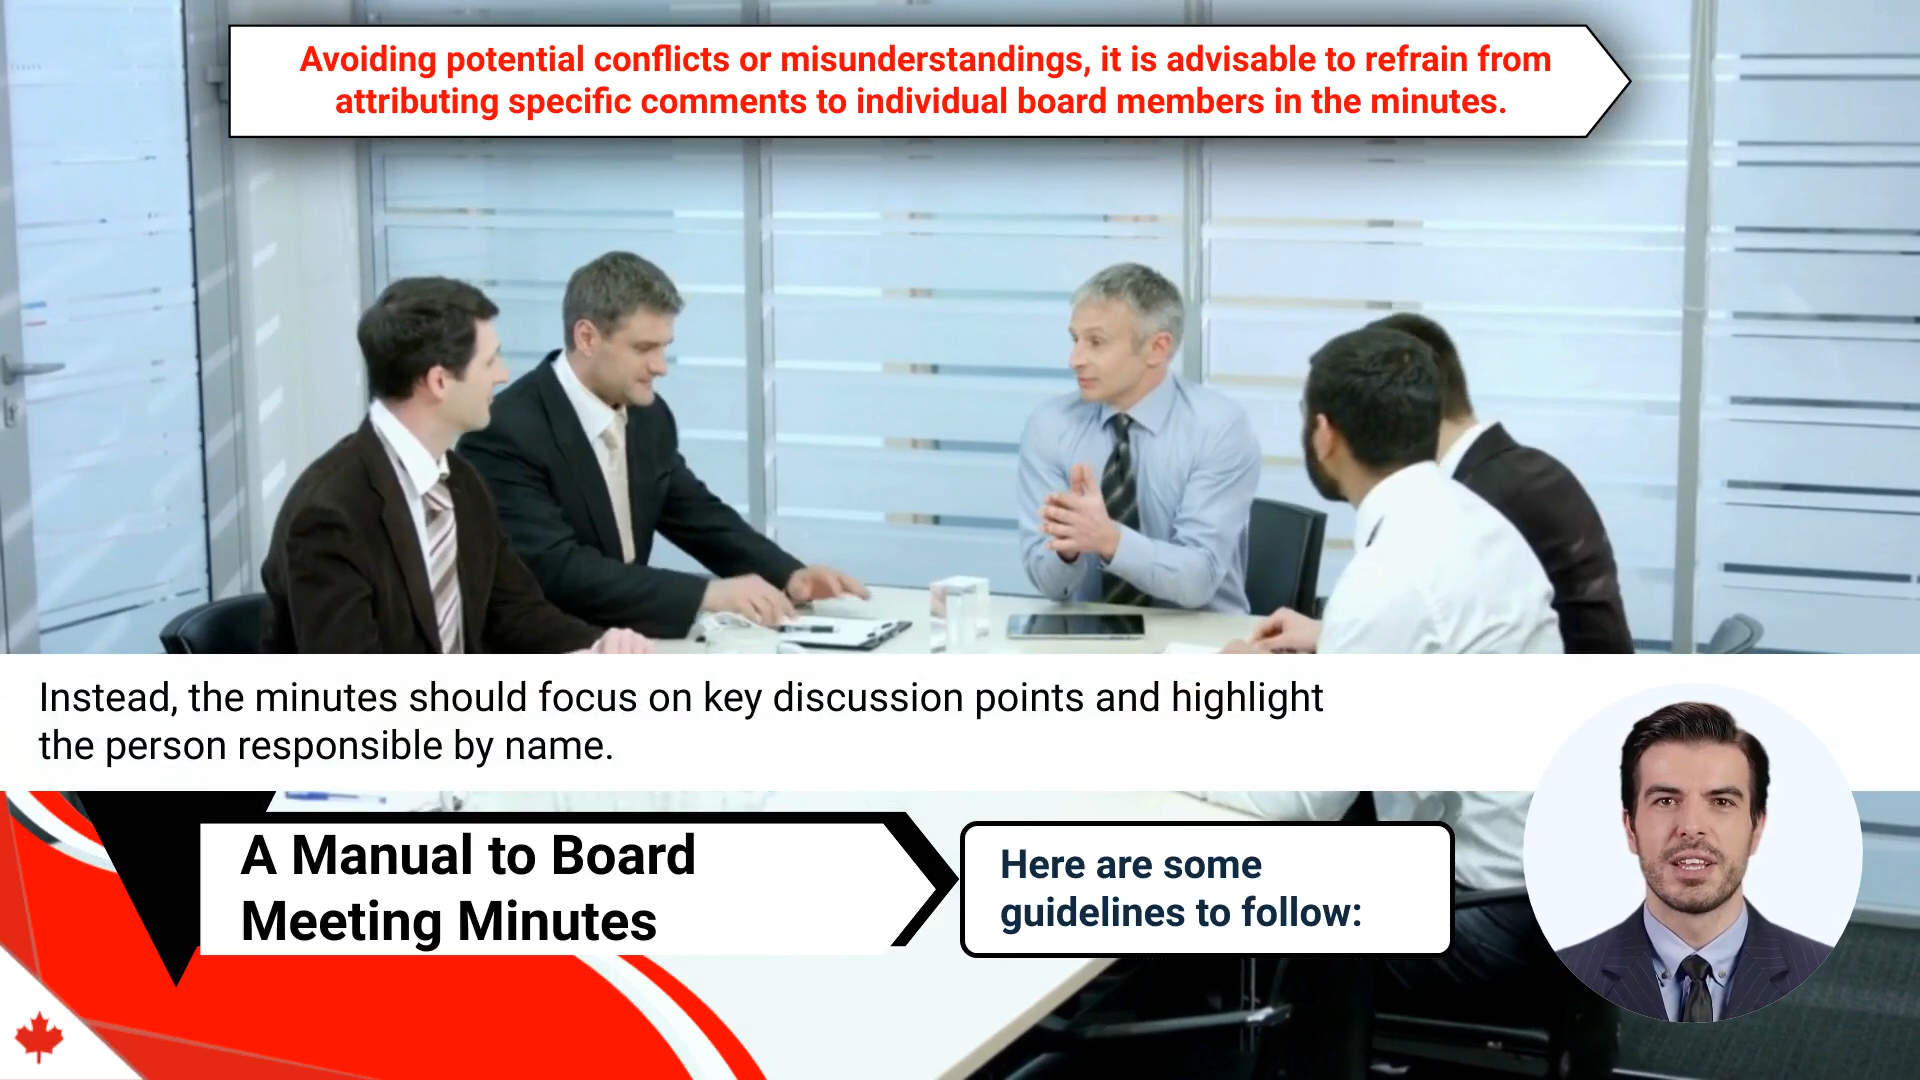 Avoiding potential conflicts or misunderstandings, it is advisable to refrain from
attributing specific comments to individual board members in the minutes.
Instead, the minutes should focus on key discussion points and highlight
the person responsible by name.
A Manual to Board
Meeting Minutes
Here are some
guidelines to follow: